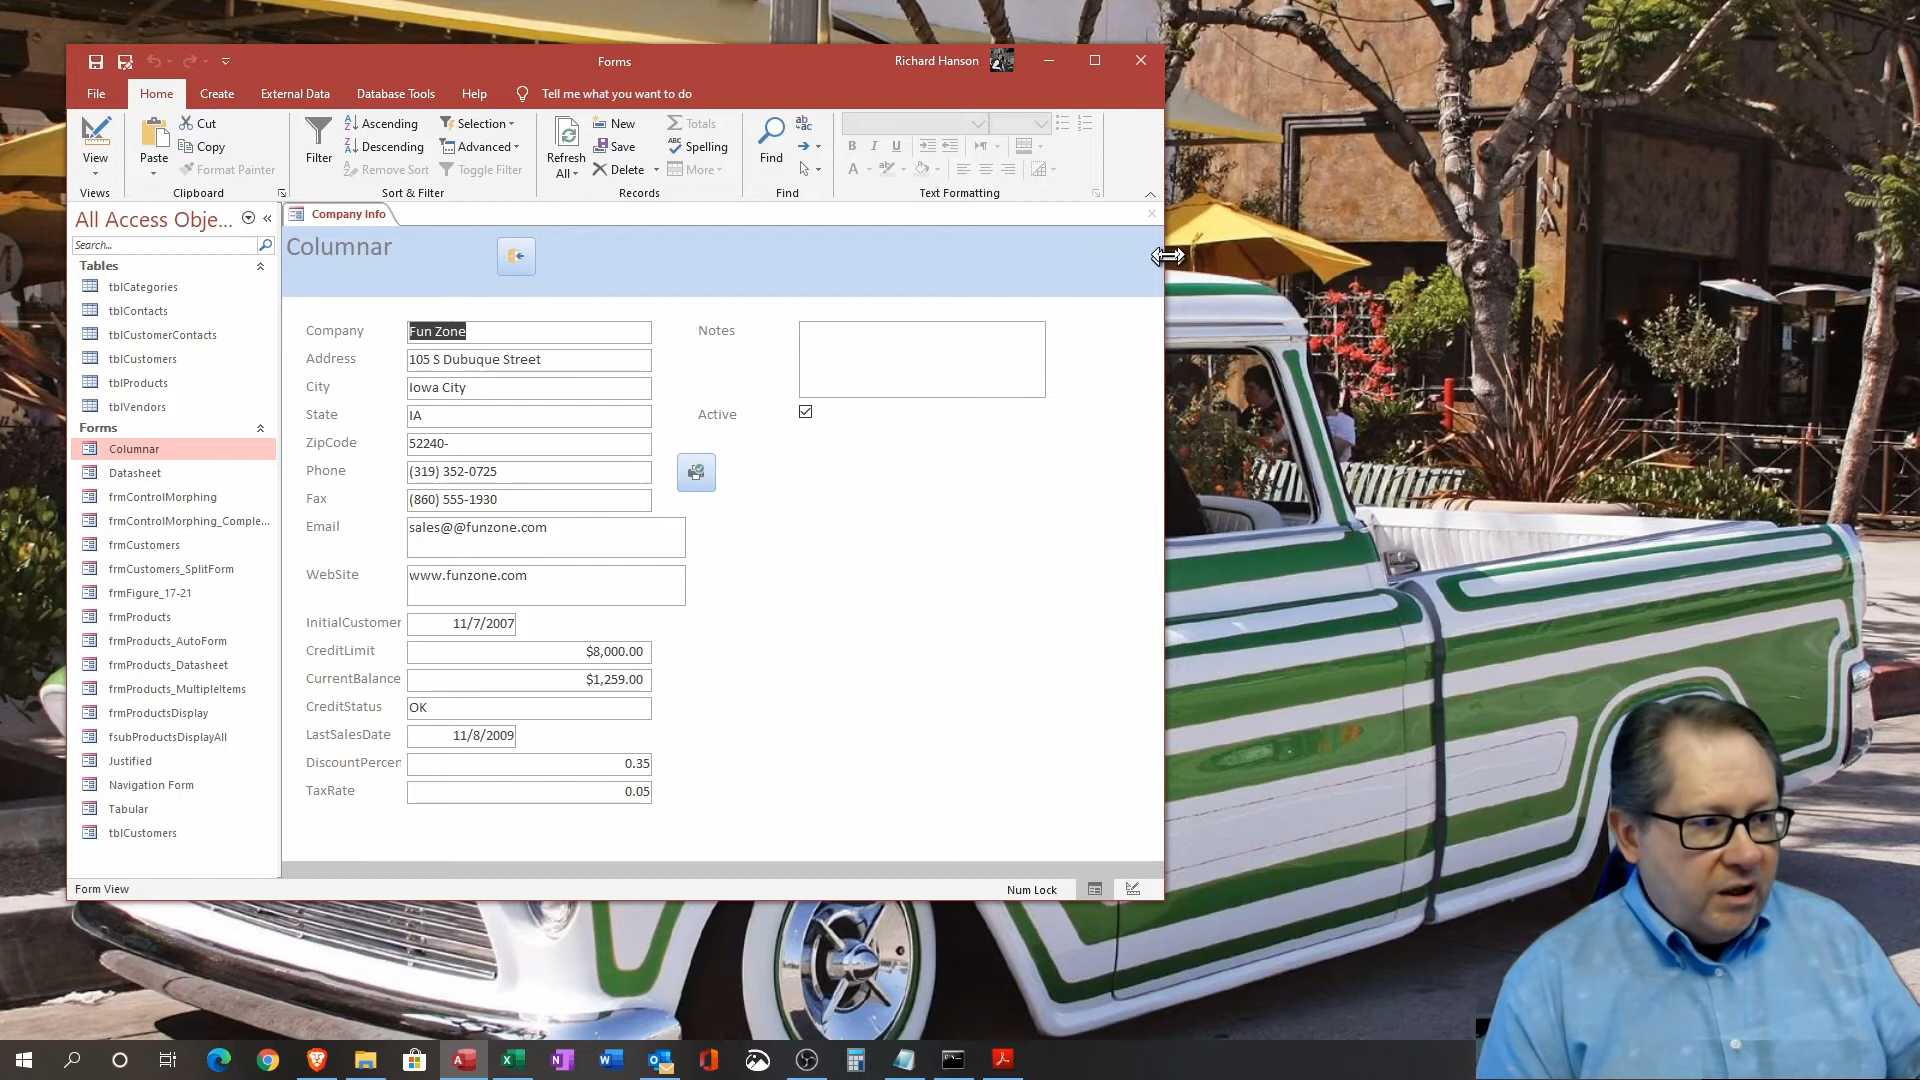 Forms
Richard Hanson
File
Home
Create
External Data
Database Tools
Help
Tell me what you want to do
View
Views
Paste
Cut
Copy
Format Painter
Clipboard
Filter
Ascending
Descending
Remove Sort
Selection
Advanced
Toggle Filter
Sort & Filter
Refresh
All
New
Save
Delete
Totals
Spelling
More
Records
Find
Find
Text Formatting
All Access Obje...
Search...
Tables
tblCategories
tblContacts
tblCustomerContacts
tblCustomers
tblProducts
tblVendors
Forms
Columnar
Datasheet
frmControlMorphing
frmControlMorphing_Comple...
frmCustomers
frmCustomers_SplitForm
frmFigure_17-21
frmProducts
frmProducts_AutoForm
frmProducts_Datasheet
frmProducts_MultipleItems
frmProductsDisplay
fsubProductsDisplayAll
Justified
Navigation Form
Tabular
tblCustomers
Company Info
Columnar
Company Fun Zone
Address 105 S Dubuque Street
City Iowa City
State IA
ZipCode 52240-
Phone (319) 352-0725
Fax (860) 555-1930
Email sales@@funzone.com
WebSite www.funzone.com
InitialCustomer 11/7/2007
CreditLimit $8,000.00
CurrentBalance $1,259.00
CreditStatus OK
LastSalesDate 11/8/2009
DiscountPercen 0.35
TaxRate 0.05
Notes
Active
Form View
Num Lock